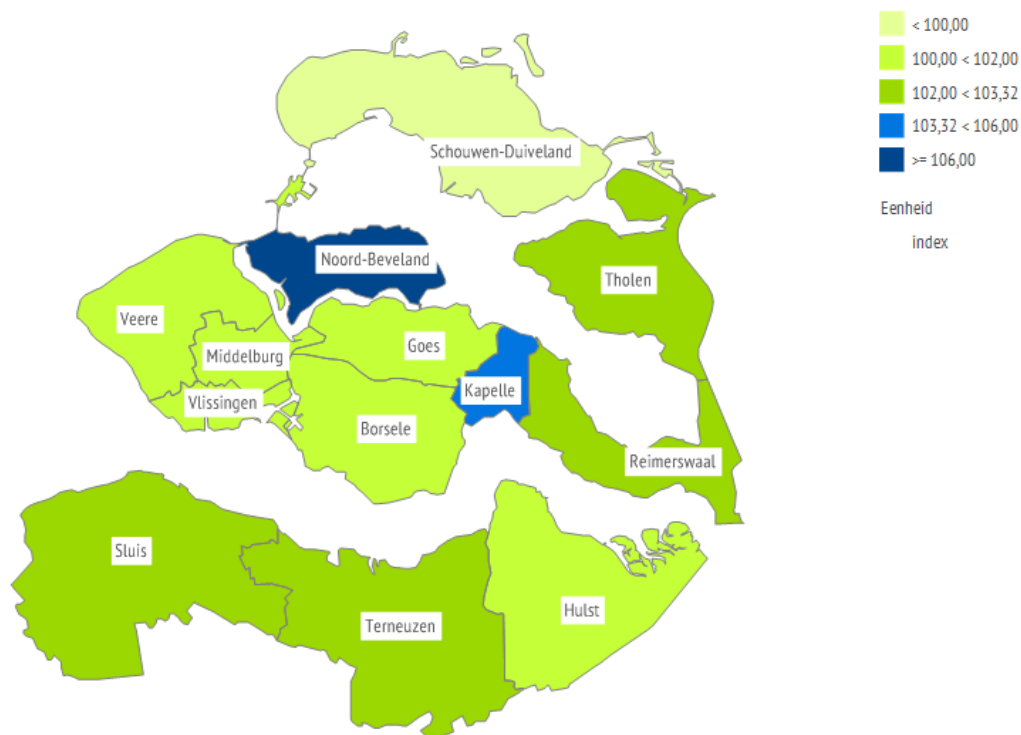 < 100,00
100,00 < 102,00
102,00 < 103,32
103,32 < 106,00
>= 106,00
Eenheid
index
Schouwen-Duiveland
Noord-Beveland
Tholen
Veere
Goes
Middelburg
Kapelle
Vlissingen
Borsele
Reimerswaal
Sluis
Hulst
Terneuzen